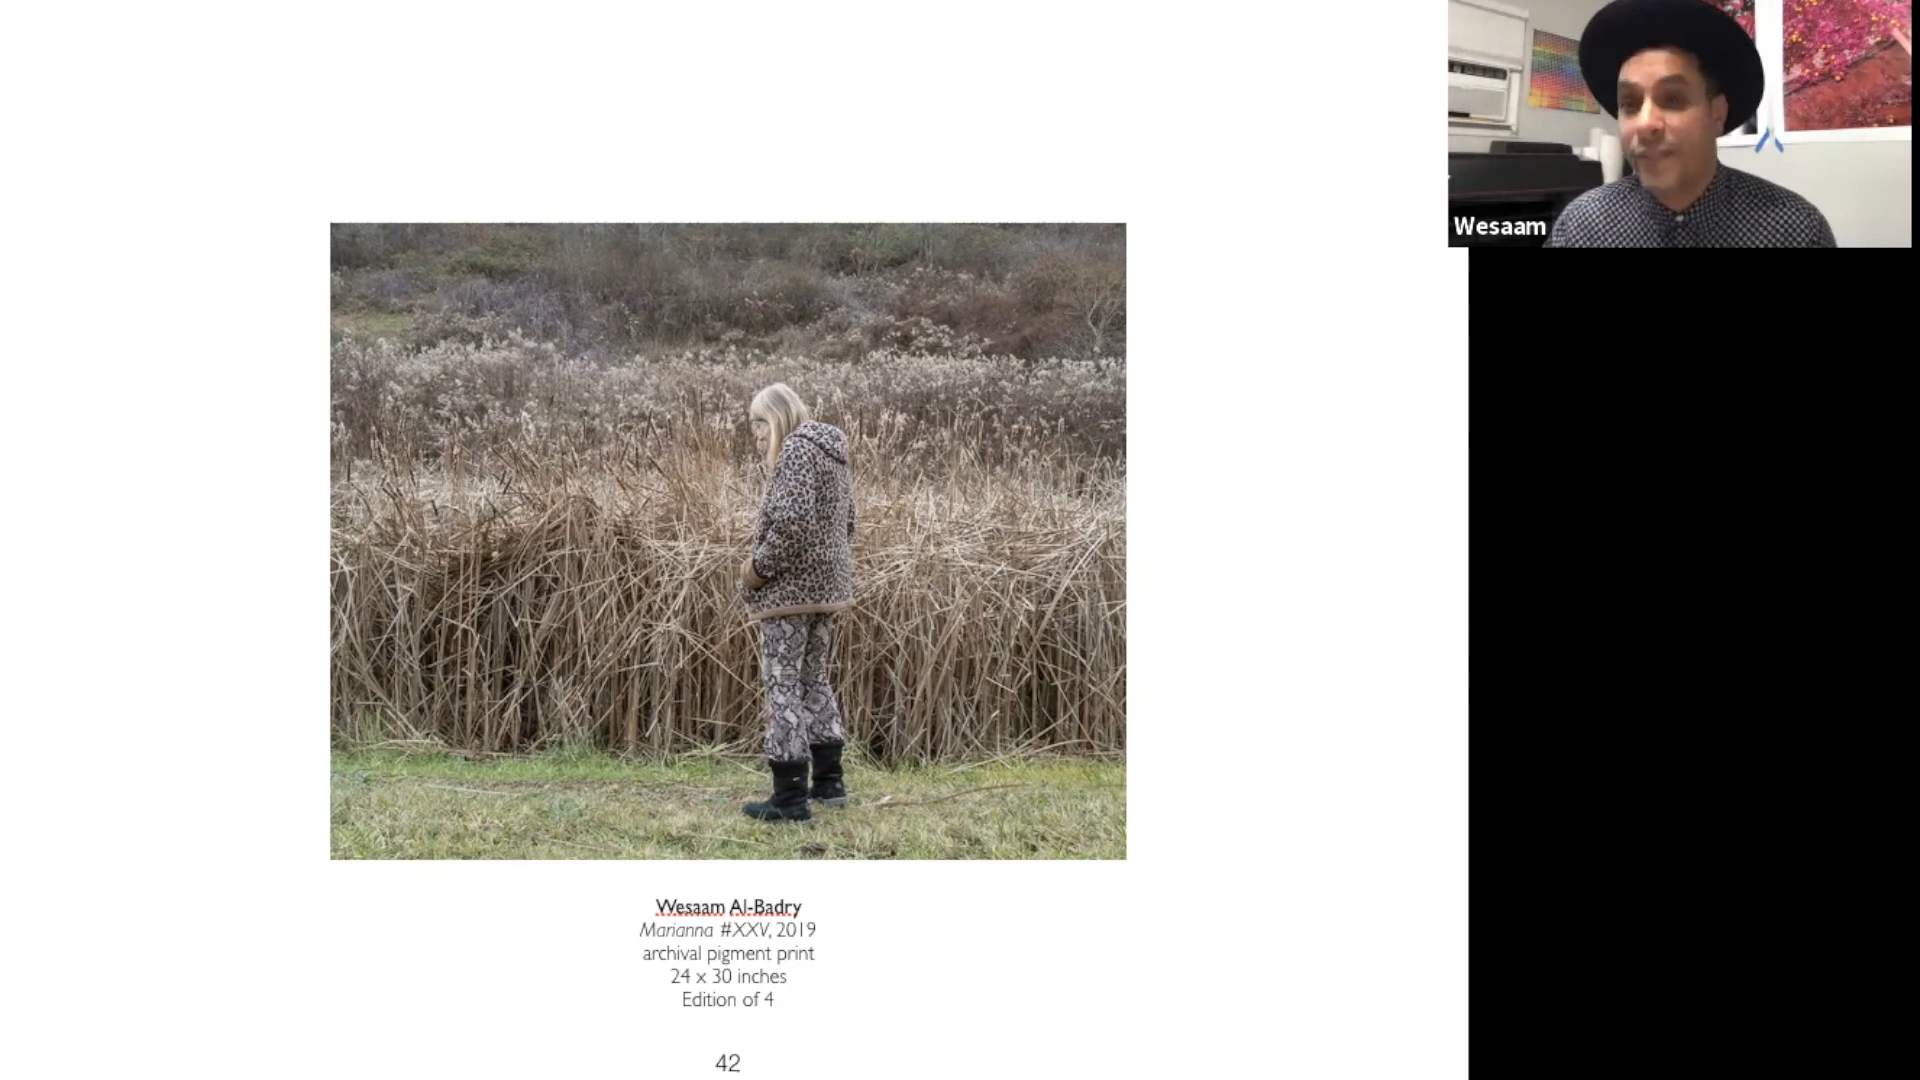 Wesaam
Wesaam Al-Badry
Marianna #XXV, 2019
archival pigment print
24 x 30 inches
Edition of 4
42